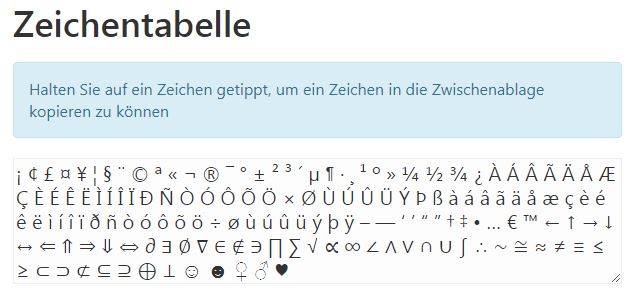 Zeichentabelle
Halten Sie auf ein Zeichen getippt, um ein Zeichen in die Zwischenablage
kopieren zu können
¡ ¢ £ ¤ ¥ ¦ § ¨ © ª « ¬ ® ¯ ° ± ² ³ ´ µ ¶ · ¸ ¹ º » ¼ ½ ¾ ¿ À Á Â Ã Ä Å Æ
Ç È É Ê Ë Ì Í Î Ï Ð Ñ Ò Ó Ô Õ Ö × Ø Ù Ú Û Ü Ý Þ ß à á â ã ä å æ ç è é
ê ë ì í î ï ð ñ ò ó ô õ ö ÷ ø ù ú û ü ý þ ÿ – — ‘ ’ “ ” † ‡ • … € ™ ← ↑ → ↓
↔ ⇐ ⇑ ⇒ ⇓ ⇔ ∂ ∃ ∅ ∇ ∈ ∉ ∋ ∏ ∑ √ ∝ ∞ ∠ ∧ ∨ ∩ ∪ ∫ ∴ ∼ ≅ ≈ ≠ ≡ ≤
≥ ⊂ ⊃ ⊄ ⊆ ⊇ ⊕ ⊥ ☺ ☻ ♀ ♂ ♥